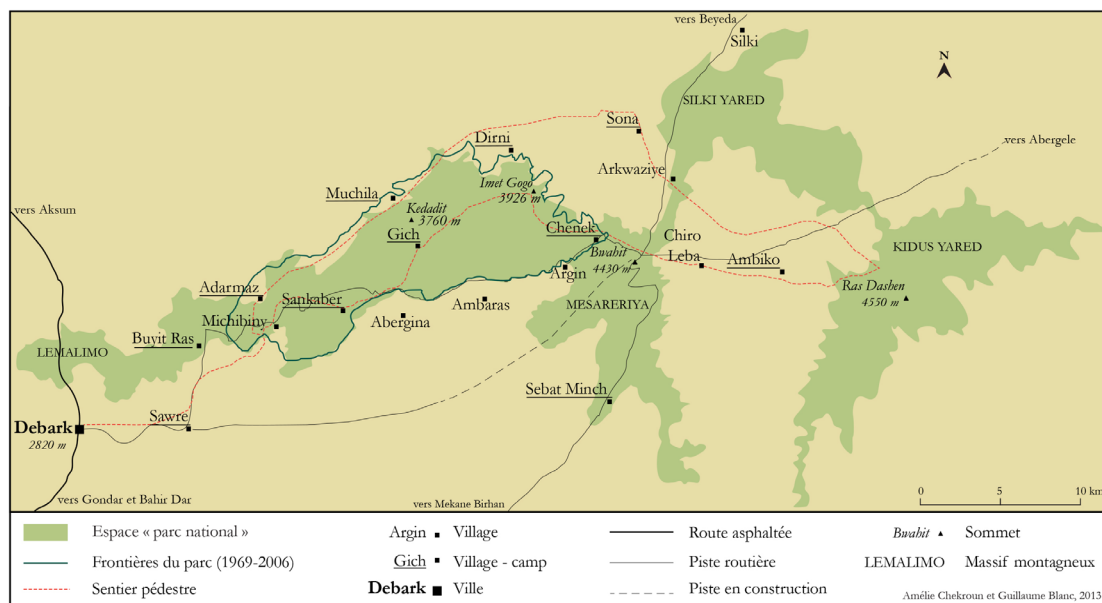 vers Beyeda
Silki
N
SILKI YARED
Sona
vers Abergele
Dirni
Arkwaziye
Imet Gogo
3926 m
Muchila
Kedadit
3760 m
vers Aksum
Gich
Chenek
Chiro
Leba
KIDUS YARED
Bwahit
4430 m
Ambiko
Argin
Ras Dashen
4550 m
Adarmaz
Sankaber
Ambaras
MESARERIYA
Michibiny
Abergina
Buyit Ras
LEMALIMO
Sebat Minch
Sawre
Debark
2820 m
vers Gondar et Bahir Dar
vers Mekane Birhan
0 5 10 km
Espace « parc national »
Argin Village
Route asphaltée
Bwahit Sommet
Frontières du parc (1969-2006)
Gich Village - camp
Piste routière
LEMALIMO Massif montagneux
Sentier pédestre
Debark Ville
Piste en construction
Amélie Chekroun et Guillaume Blanc, 2013